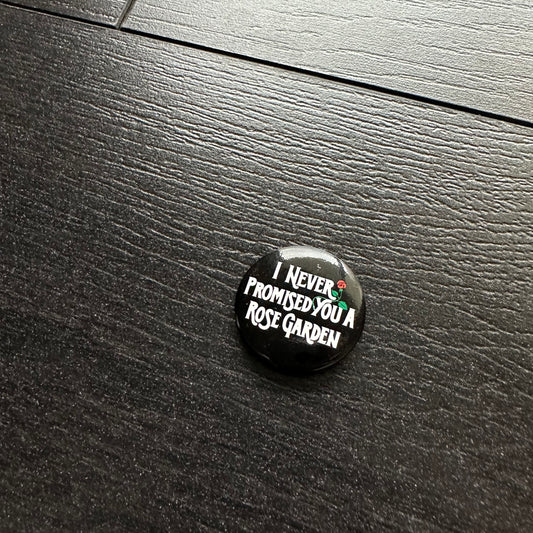 I Never
Promised You A
Rose Garden